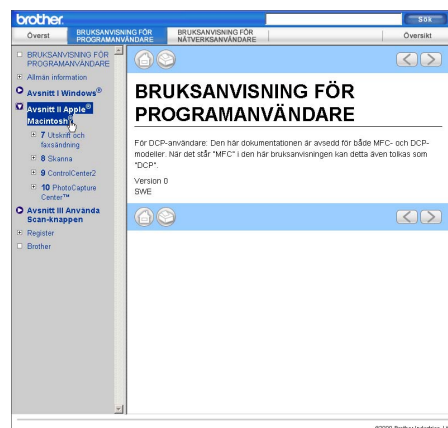 brother.
Sök
Överst
BRUKSANVISNING FÖR
PROGRAMANVÄNDARE
BRUKSANVISNING FÖR
NÄTVERKSANVÄNDARE
Översikt
BRUKSANVISNING FÖR
PROGRAMANVÄNDARE
Allmän information
Avsnitt I Windows®
Avsnitt II Apple®
Macintosh®
7 Utskrift och
faxsändning
8 Skanna
9 ControlCenter2
10 PhotoCapture
Center™
Avsnitt III Använda
Scan-knappen
Register
Brother
BRUKSANVISNING FÖR
PROGRAMANVÄNDARE
För DCP-användare: Den här dokumentationen är avsedd för både MFC- och DCP-
modeller. När det står "MFC" i den här bruksanvisningen kan detta även tolkas som
"DCP".
Version 0
SWE